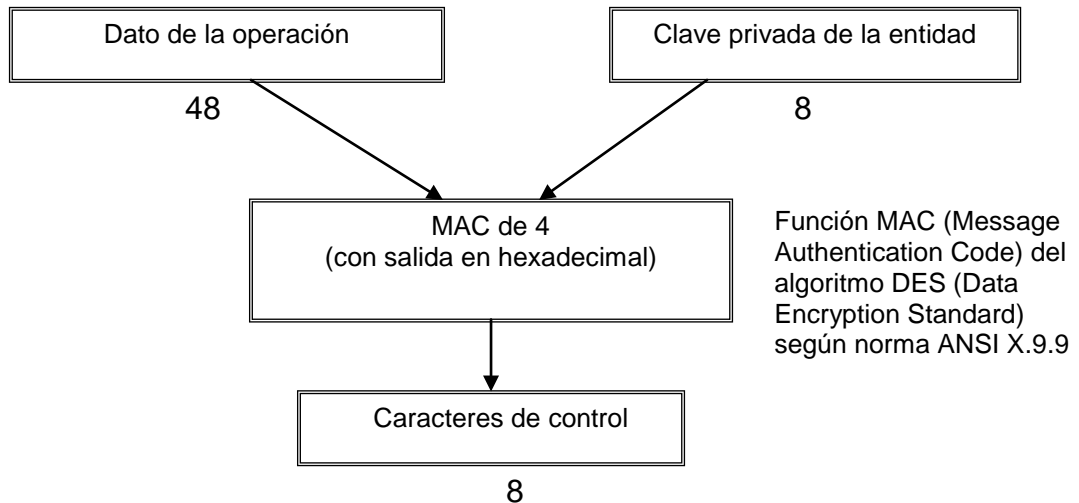 Dato de la operación
Clave privada de la entidad
48
8
MAC de 4
(con salida en hexadecimal)
Función MAC (Message
Authentication Code) del
algoritmo DES (Data
Encryption Standard)
según norma ANSI X.9.9
Caracteres de control
8